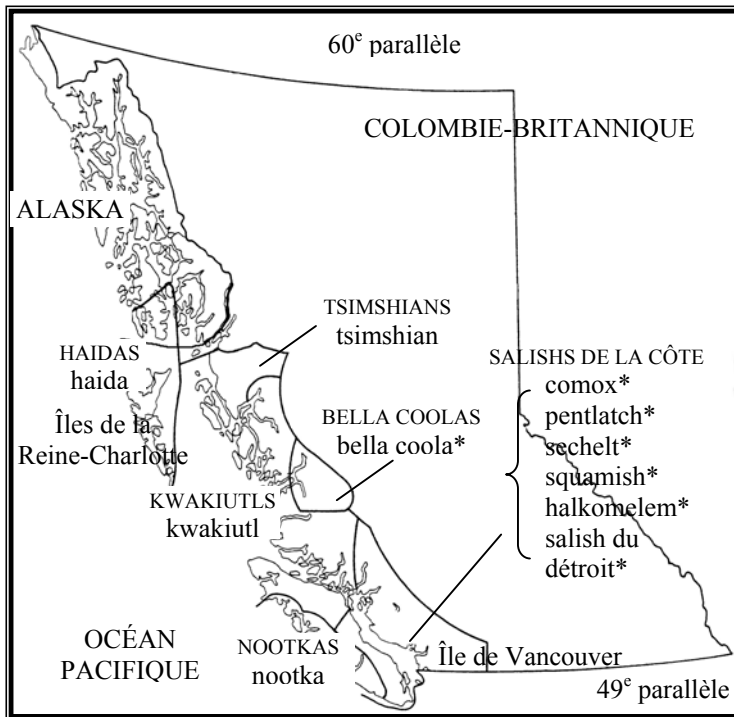 60e parallèle
COLOMBIE-BRITANNIQUE
ALASKA
TSIMSHIANS
tsimshian
HAIDAS
haida
SALISHS DE LA CÔTE
comox*
pentlatch*
sechelt*
squamish*
halkomelem*
salish du
détroit*
Îles de la
Reine-Charlotte
BELLA COOLAS
bella coola*
KWAKIUTLS
kwakiutl
OCÉAN
PACIFIQUE
NOOTKAS
nootka
Île de Vancouver
49e parallèle